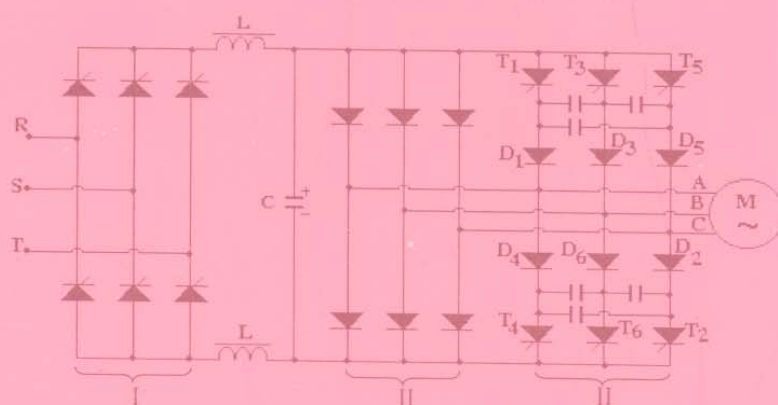 L
T1 T3 T5
R
D1 D3 D5
S
C + −
A
B
C
M
~
T
D4 D6 D2
L
T4 T6 T2
I II II